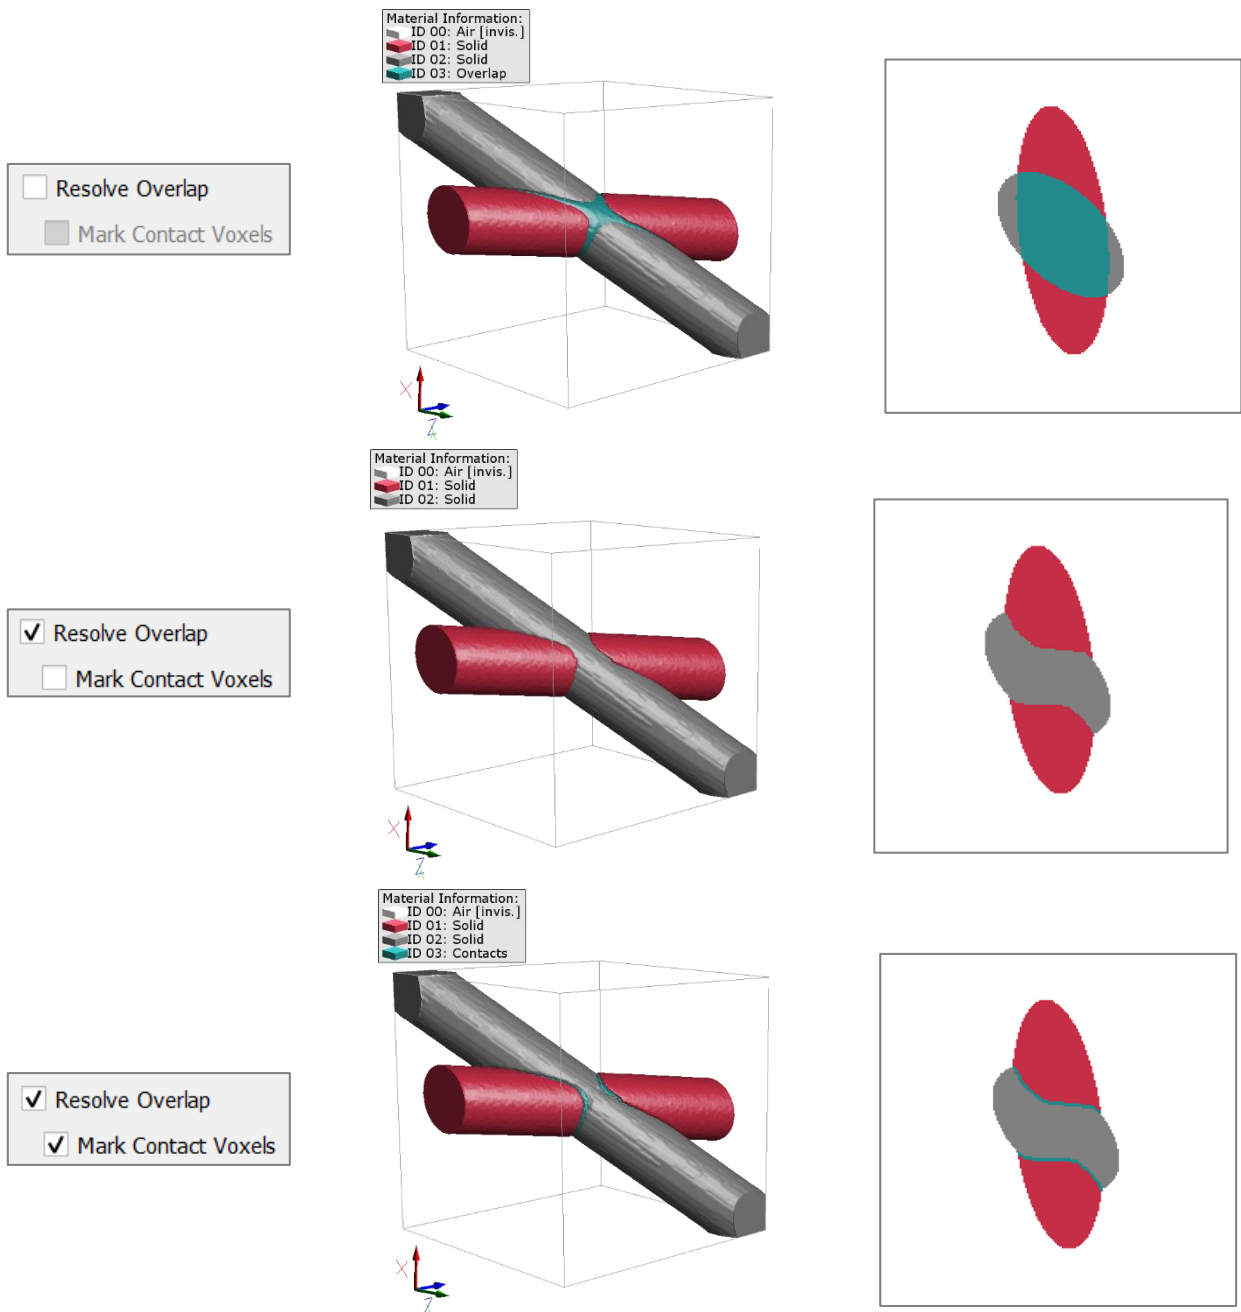 Material Information:
ID 00: Air [invis.]
ID 01: Solid
ID 02: Solid
ID 03: Overlap
Resolve Overlap
Mark Contact Voxels
X
Z
Material Information:
ID 00: Air [invis.]
ID 01: Solid
ID 02: Solid
Resolve Overlap
Mark Contact Voxels
X
Z
Material Information:
ID 00: Air [invis.]
ID 01: Solid
ID 02: Solid
ID 03: Contacts
Resolve Overlap
Mark Contact Voxels
X
Z